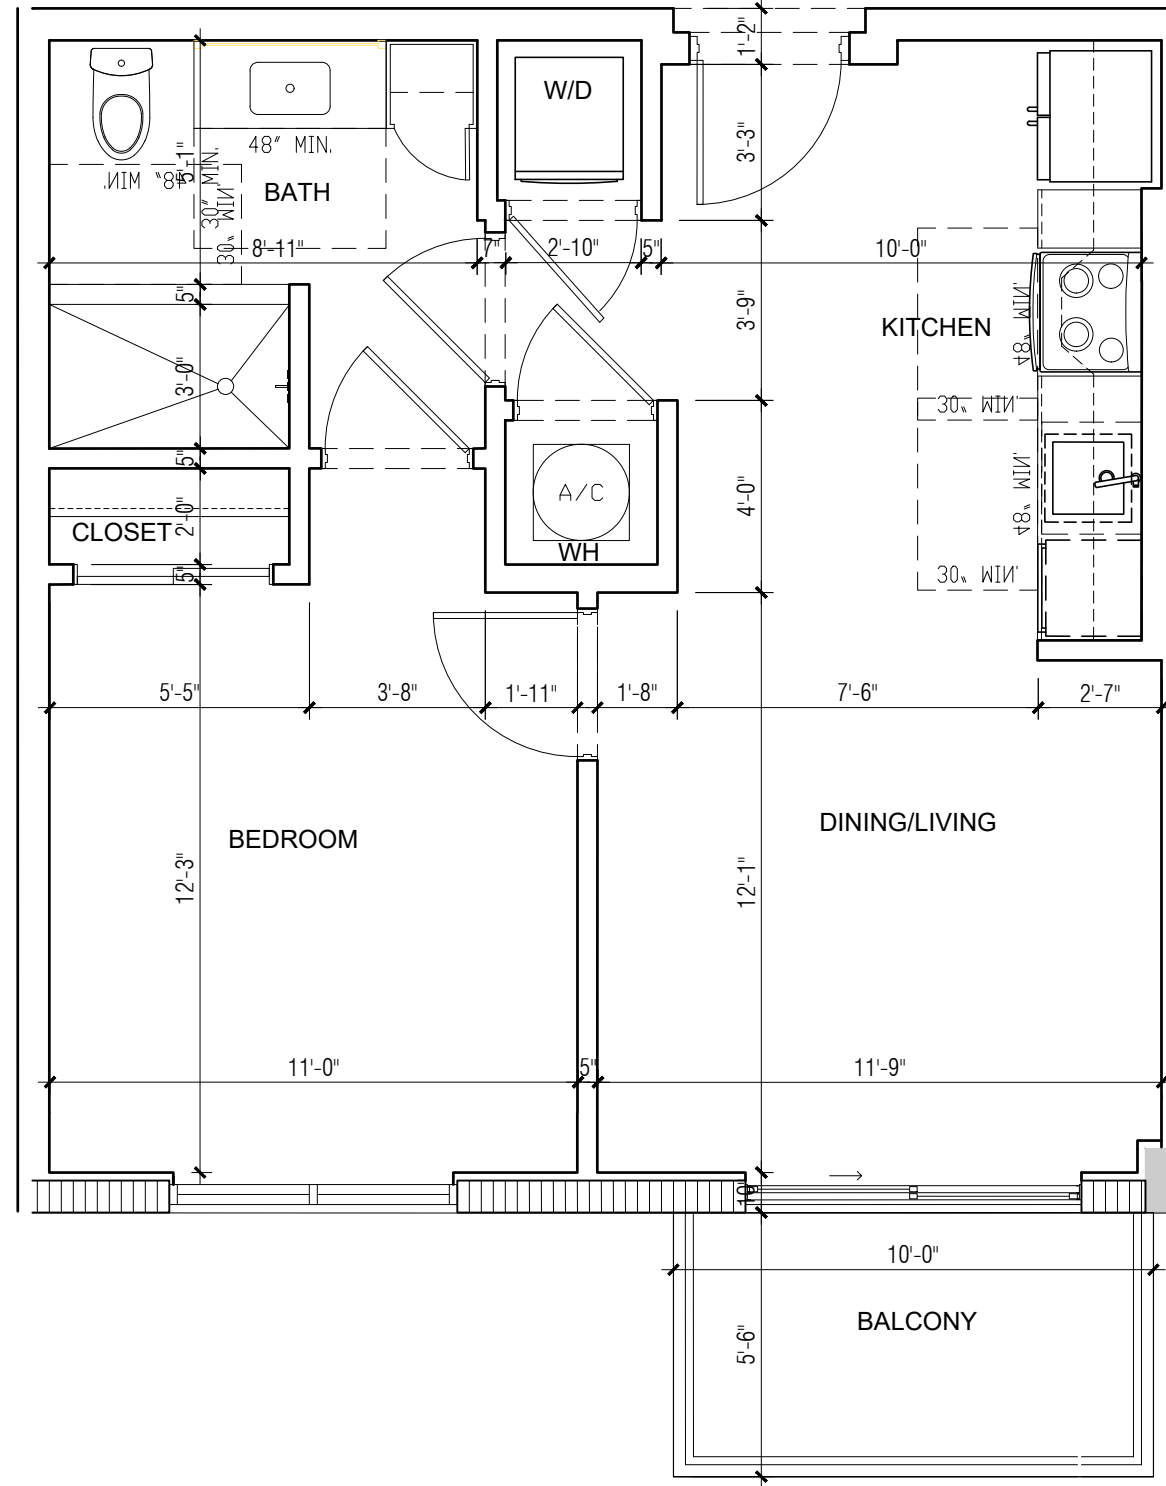 1'-2"
W/D
3'-3"
48" MIN.
48" MIN.
5'-1"
30" MIN.
30" MIN.
BATH
8'-11"
7"
2'-10"
5"
10'-0"
5"
3'-9"
KITCHEN
48" MIN.
3'-0"
30" MIN.
5"
A/C
4'-0"
48" MIN.
2'-0"
CLOSET
WH
5"
30" MIN.
5'-5"
3'-8"
1'-11"
1'-8"
7'-6"
2'-7"
BEDROOM
DINING/LIVING
12'-3"
12'-1"
11'-0"
5"
11'-9"
10"
10'-0"
BALCONY
5'-6"